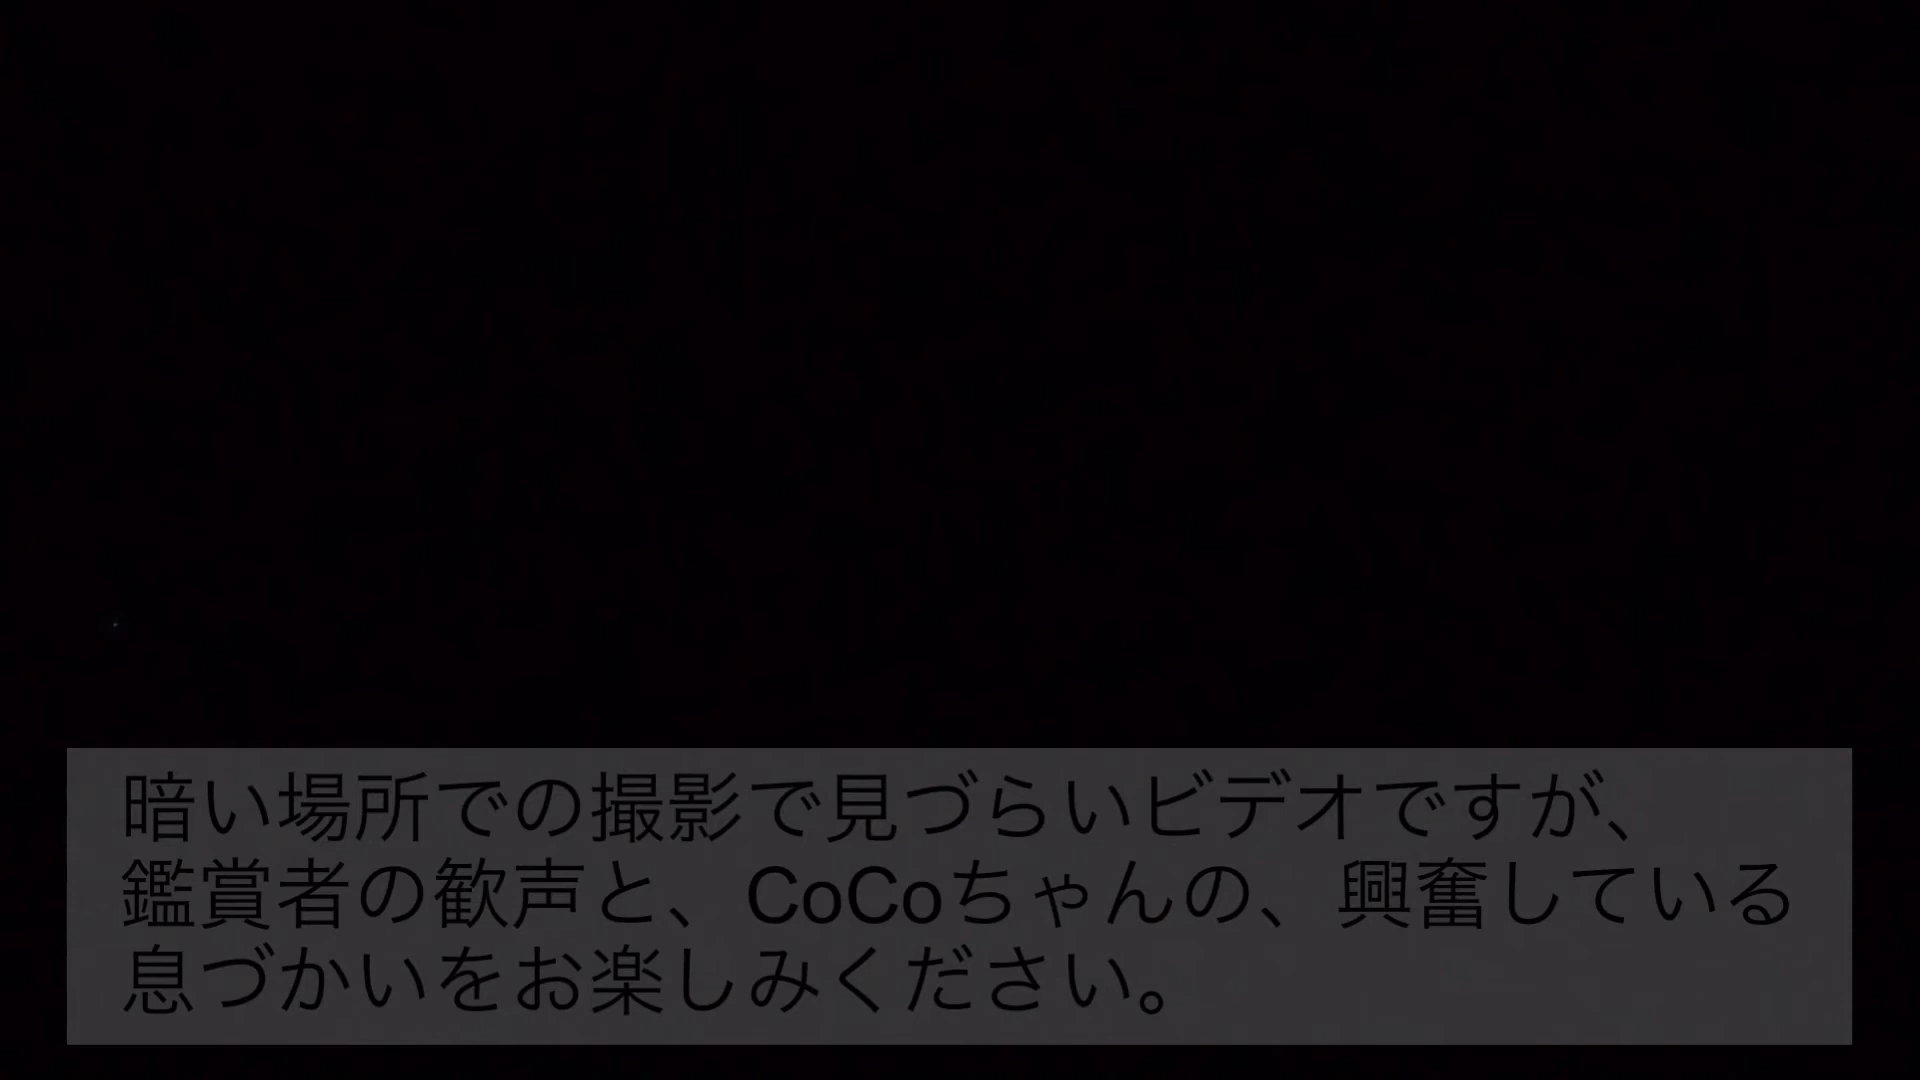 暗い場所での撮影で見づらいビデオですが、
鑑賞者の歓声と、CoCoちゃんの、興奮している
息づかいをお楽しみください。